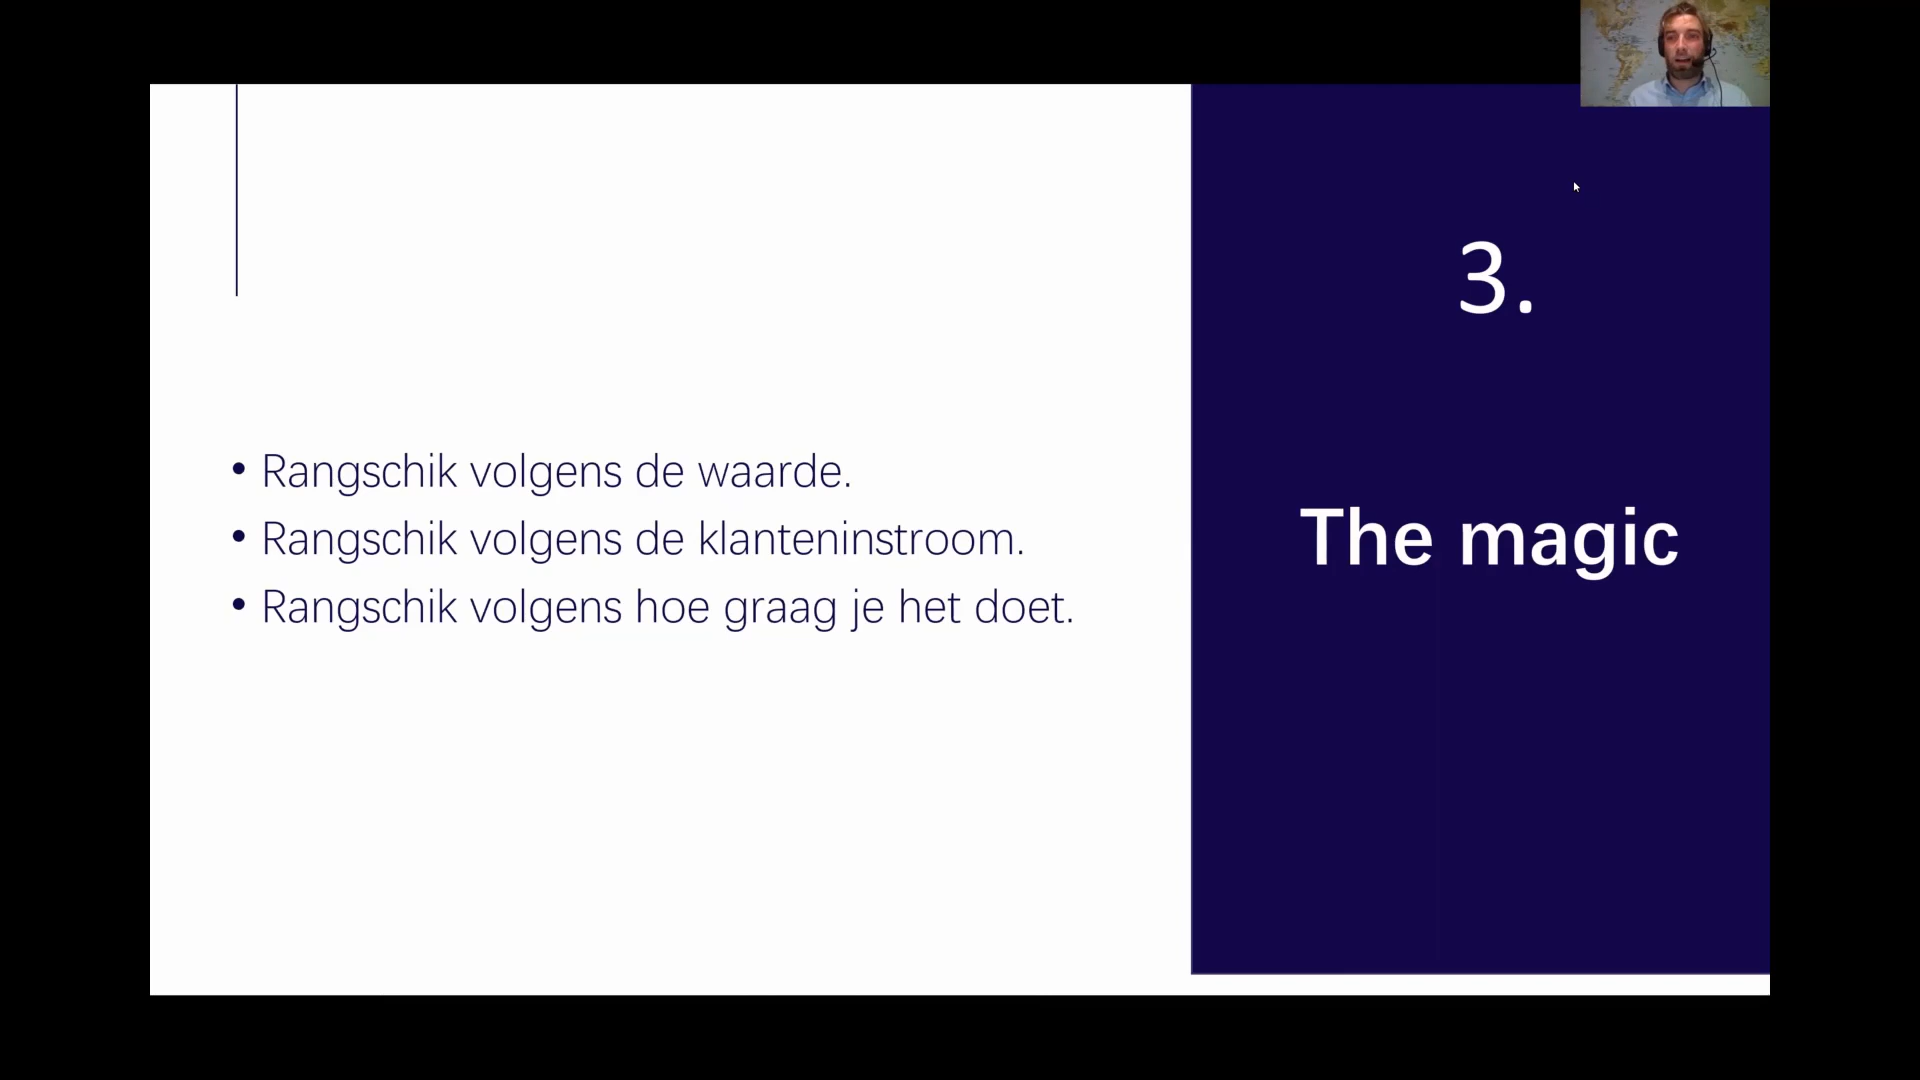 • Rangschik volgens de waarde.
• Rangschik volgens de klanteninstroom.
• Rangschik volgens hoe graag je het doet.
3.
The magic